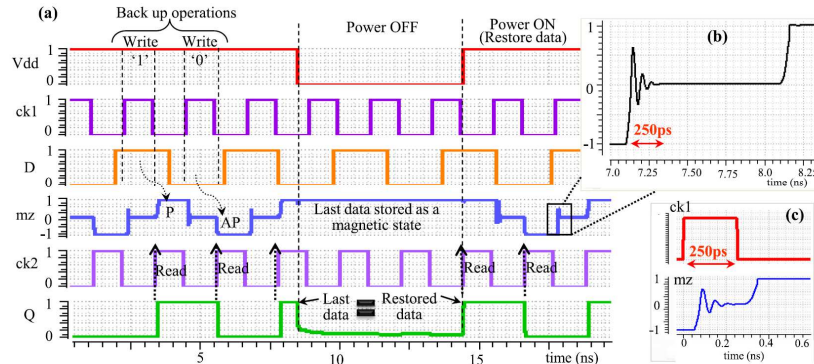 (a)
Back up operations
Write '1'
Write '0'
Power OFF
Power ON
(Restore data)
Vdd
1
0
ck1
1
0
D
1
0
mz
1
0
-1
P
AP
Last data stored as a
magnetic state
ck2
1
0
Read
Read
Read
Read
Q
1
0
Last
data
=
Restored
data
5
10
15
time (ns)
(b)
1
0
-1
250ps
7.0
7.25
7.5
7.75
8.0
8.25
time (ns)
(c)
ck1
1
0
250ps
mz
1
0
-1
0
0.2
0.4
0.6
time (ns)